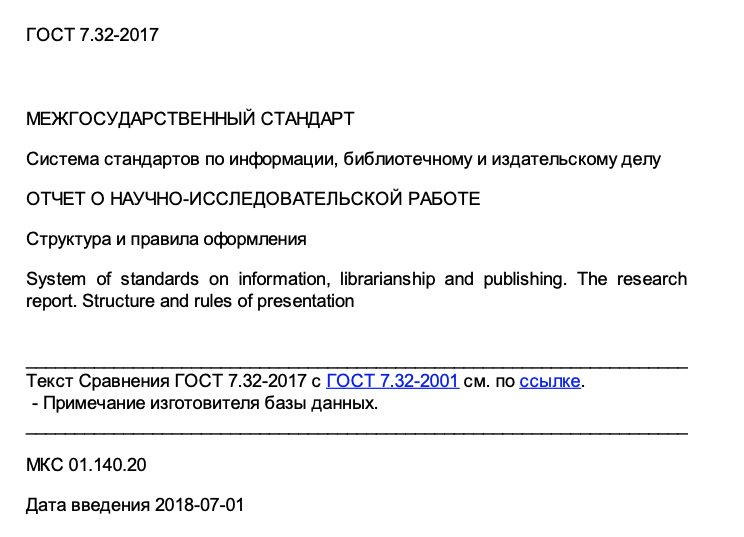 ГОСТ 7.32-2017
МЕЖГОСУДАРСТВЕННЫЙ СТАНДАРТ
Система стандартов по информации, библиотечному и издательскому делу
ОТЧЕТ О НАУЧНО-ИССЛЕДОВАТЕЛЬСКОЙ РАБОТЕ
Структура и правила оформления
System of standards on information, librarianship and publishing. The research
report. Structure and rules of presentation
Текст Сравнения ГОСТ 7.32-2017 с ГОСТ 7.32-2001 см. по ссылке.
- Примечание изготовителя базы данных.
МКС 01.140.20
Дата введения 2018-07-01